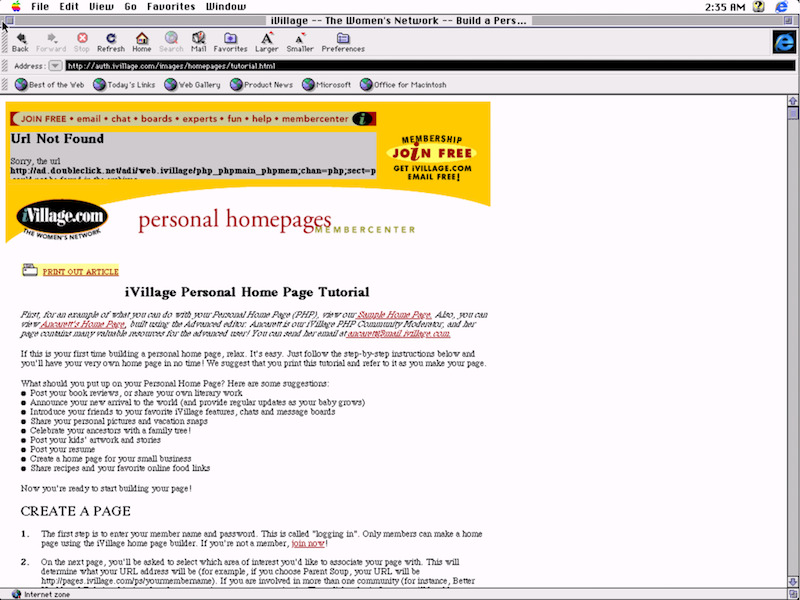 File Edit View Go Favorites Window 2:35 AM
iVillage -- The Women's Network -- Build a Pers...
Back Forward Stop Refresh Home Search Mail Favorites Larger Smaller Preferences
Address: http://auth.ivillage.com/images/homepages/tutorial.html
Best of the Web Today's Links Web Gallery Product News Microsoft Office for Macintosh
JOIN FREE • email • chat • boards • experts • fun • help • membercenter i
Url Not Found
Sorry, the url
http://ad.doubleclick.net/adi/web.ivillage/php_phpmain_phpmem;chan=php;sect=p
MEMBERSHIP
JOIN FREE
GET iVILLAGE.COM
EMAIL FREE!
iVillage.com
THE WOMEN'S NETWORK
personal homepages
MEMBERCENTER
PRINT OUT ARTICLE
iVillage Personal Home Page Tutorial
First, for an example of what you can do with your Personal Home Page (PHP), view our Sample Home Page. Also, you can
view Ancarett's Home Page, built using the Advanced editor. Ancarett is our iVillage PHP Community Moderator, and her
page contains many valuable resources for the advanced user! You can send her email at ancarett@mail.ivillage.com.
If this is your first time building a personal home page, relax. It's easy. Just follow the step-by-step instructions below and
you'll have your very own home page in no time! We suggest that you print this tutorial and refer to it as you make your page.
What should you put up on your Personal Home Page? Here are some suggestions:
• Post your book reviews, or share your own literary work
• Announce your new arrival to the world (and provide regular updates as your baby grows)
• Introduce your friends to your favorite iVillage features, chats and message boards
• Share your personal pictures and vacation snaps
• Celebrate your ancestors with a family tree!
• Post your kids' artwork and stories
• Post your resume
• Create a home page for your small business
• Share recipes and your favorite online food links
Now you're ready to start building your page!
CREATE A PAGE
1. The first step is to enter your member name and password. This is called "logging in". Only members can make a home
page using the iVillage home page builder. If you're not a member, join now!
2. On the next page, you'll be asked to select which area of interest you'd like to associate your page with. This will
determine what your URL address will be (for example, if you choose Parent Soup, your URL will be
http://pages.ivillage.com/ps/yourmembername). If you are involved in more than one community (for instance, Better
Internet zone